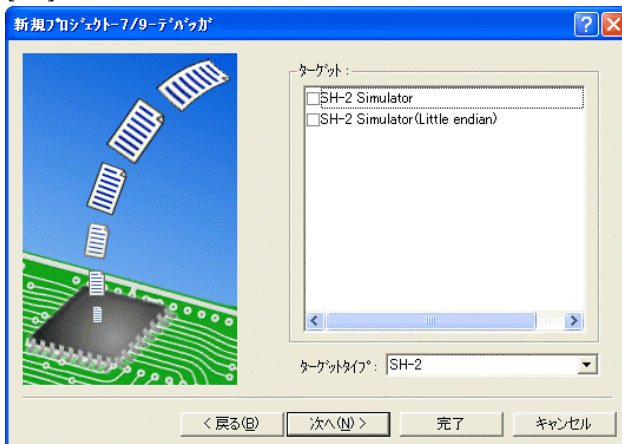 新規ﾌﾟﾛｼﾞｪｸﾄ-7/9-ﾃﾞﾊﾞｯｶﾞ
ﾀｰｹﾞｯﾄ :
SH-2 Simulator
SH-2 Simulator(Little endian)
ﾀｰｹﾞｯﾄﾀｲﾌﾟ : SH-2
< 戻る(B)
次へ(N) >
完了
キャンセル